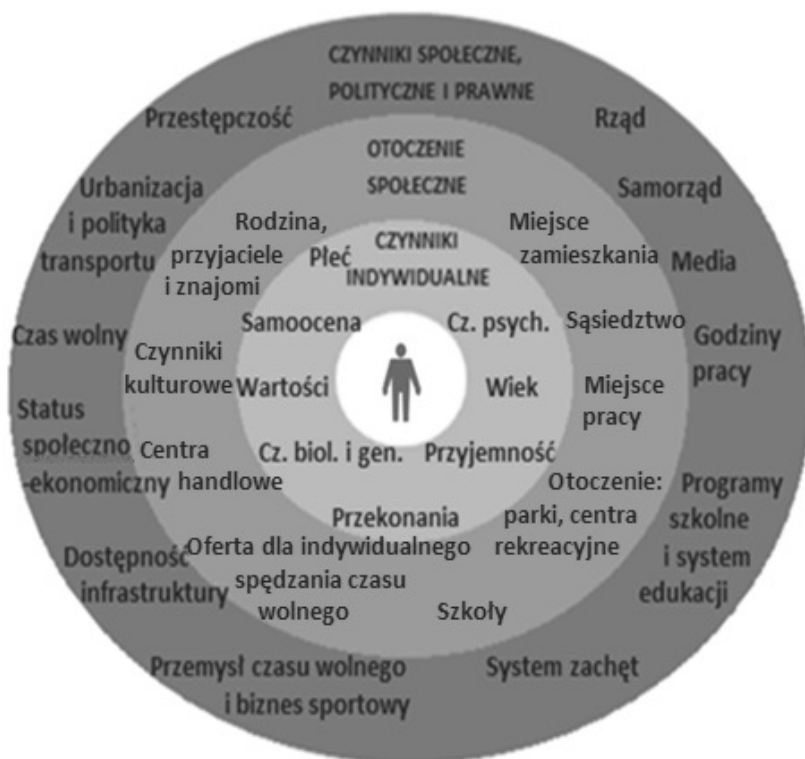 CZYNNIKI SPOŁECZNE,
POLITYCZNE I PRAWNE
Przestępczość
Rząd
Urbanizacja
i polityka
transportu
Samorząd
Media
Czas wolny
Godziny
pracy
Status
społeczno
-ekonomiczny
Programy
szkolne
i system
edukacji
Dostępność
infrastruktury
Przemysł czasu wolnego
i biznes sportowy
System zachęt
OTOCZENIE
SPOŁECZNE
Rodzina,
przyjaciele
i znajomi
Miejsce
zamieszkania
Sąsiedztwo
Czynniki
kulturowe
Miejsce
pracy
Centra
handlowe
Otoczenie:
parki, centra
rekreacyjne
Oferta dla indywidualnego
spędzania czasu
wolnego
Szkoły
CZYNNIKI
INDYWIDUALNE
Płeć
Samoocena
Cz. psych.
Wartości
Wiek
Cz. biol. i gen.
Przyjemność
Przekonania